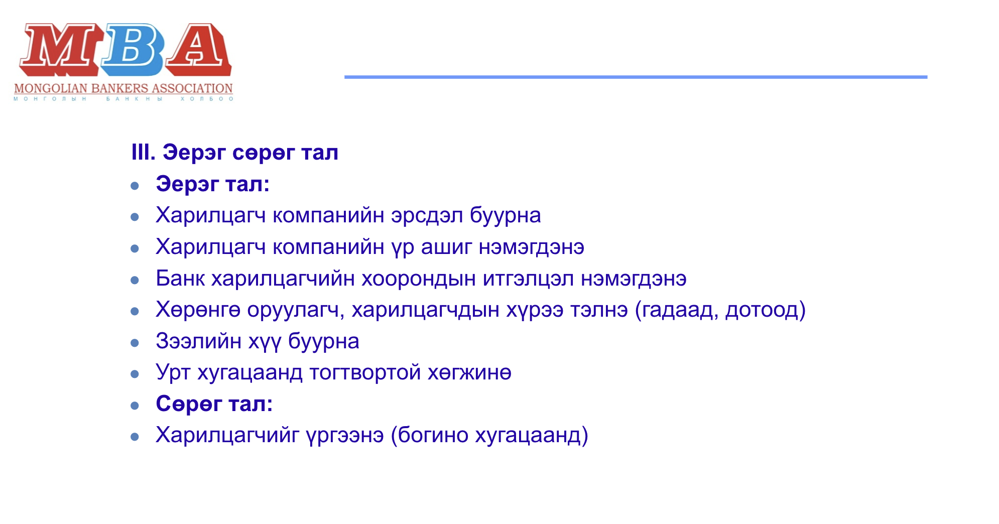 MBA
MONGOLIAN BANKERS ASSOCIATION
МОНГОЛЫН БАНКНЫ ХОЛБОО
III. Эерэг сөрөг тал
Эерэг тал:
Харилцагч компанийн эрсдэл буурна
Харилцагч компанийн үр ашиг нэмэгдэнэ
Банк харилцагчийн хоорондын итгэлцэл нэмэгдэнэ
Хөрөнгө оруулагч, харилцагчдын хүрээ тэлнэ (гадаад, дотоод)
Зээлийн хүү буурна
Урт хугацаанд тогтвортой хөгжинө
Сөрөг тал:
Харилцагчийг үргээнэ (богино хугацаанд)